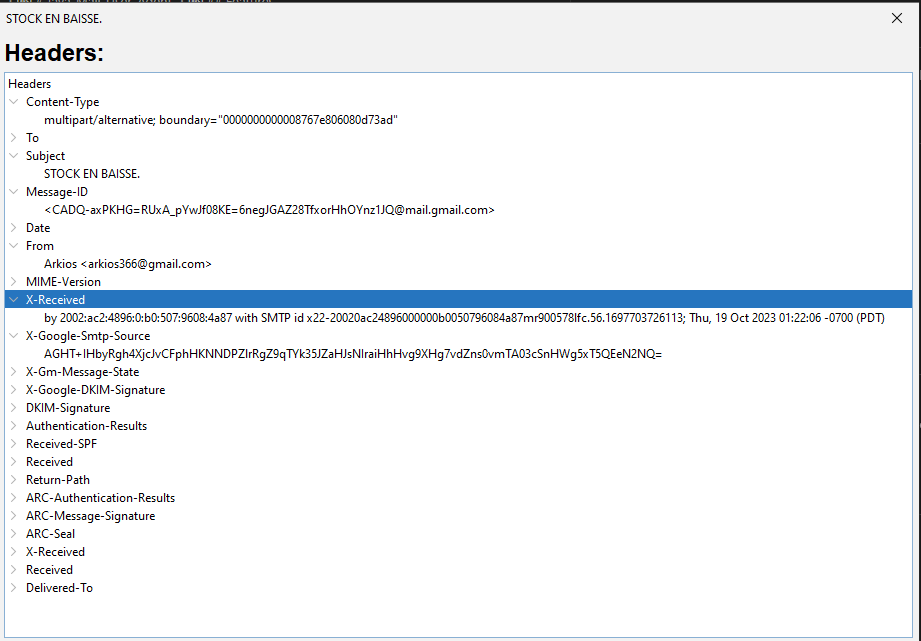 STOCK EN BAISSE.
Headers:
Headers
Content-Type
multipart/alternative; boundary="0000000000008767e806080d73ad"
To
Subject
STOCK EN BAISSE.
Message-ID
<CADQ-axPKHG=RUxA_pYwJf08KE=6negJGAZ28TfxorHhOYnz1JQ@mail.gmail.com>
Date
From
Arkios <arkios366@gmail.com>
MIME-Version
X-Received
by 2002:ac2:4896:0:b0:507:9608:4a87 with SMTP id x22-20020ac24896000000b0050796084a87mr900578lfc.56.1697703726113; Thu, 19 Oct 2023 01:22:06 -0700 (PDT)
X-Google-Smtp-Source
AGHT+IHbyRgh4XjcJvCFphHKNNDPZIrRgZ9qTYk35JZaHJsNIraiHhHvg9XHg7vdZns0vmTA03cSnHWg5xT5QEeN2NQ=
X-Gm-Message-State
X-Google-DKIM-Signature
DKIM-Signature
Authentication-Results
Received-SPF
Received
Return-Path
ARC-Authentication-Results
ARC-Message-Signature
ARC-Seal
X-Received
Received
Delivered-To